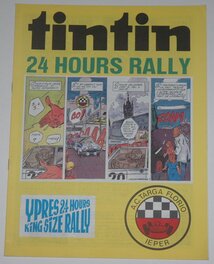 tintin
24 HOURS RALLY
YPRES 24 HOURS
KING SIZE RALLY
A.C. TARGA FLORIO
IEPER